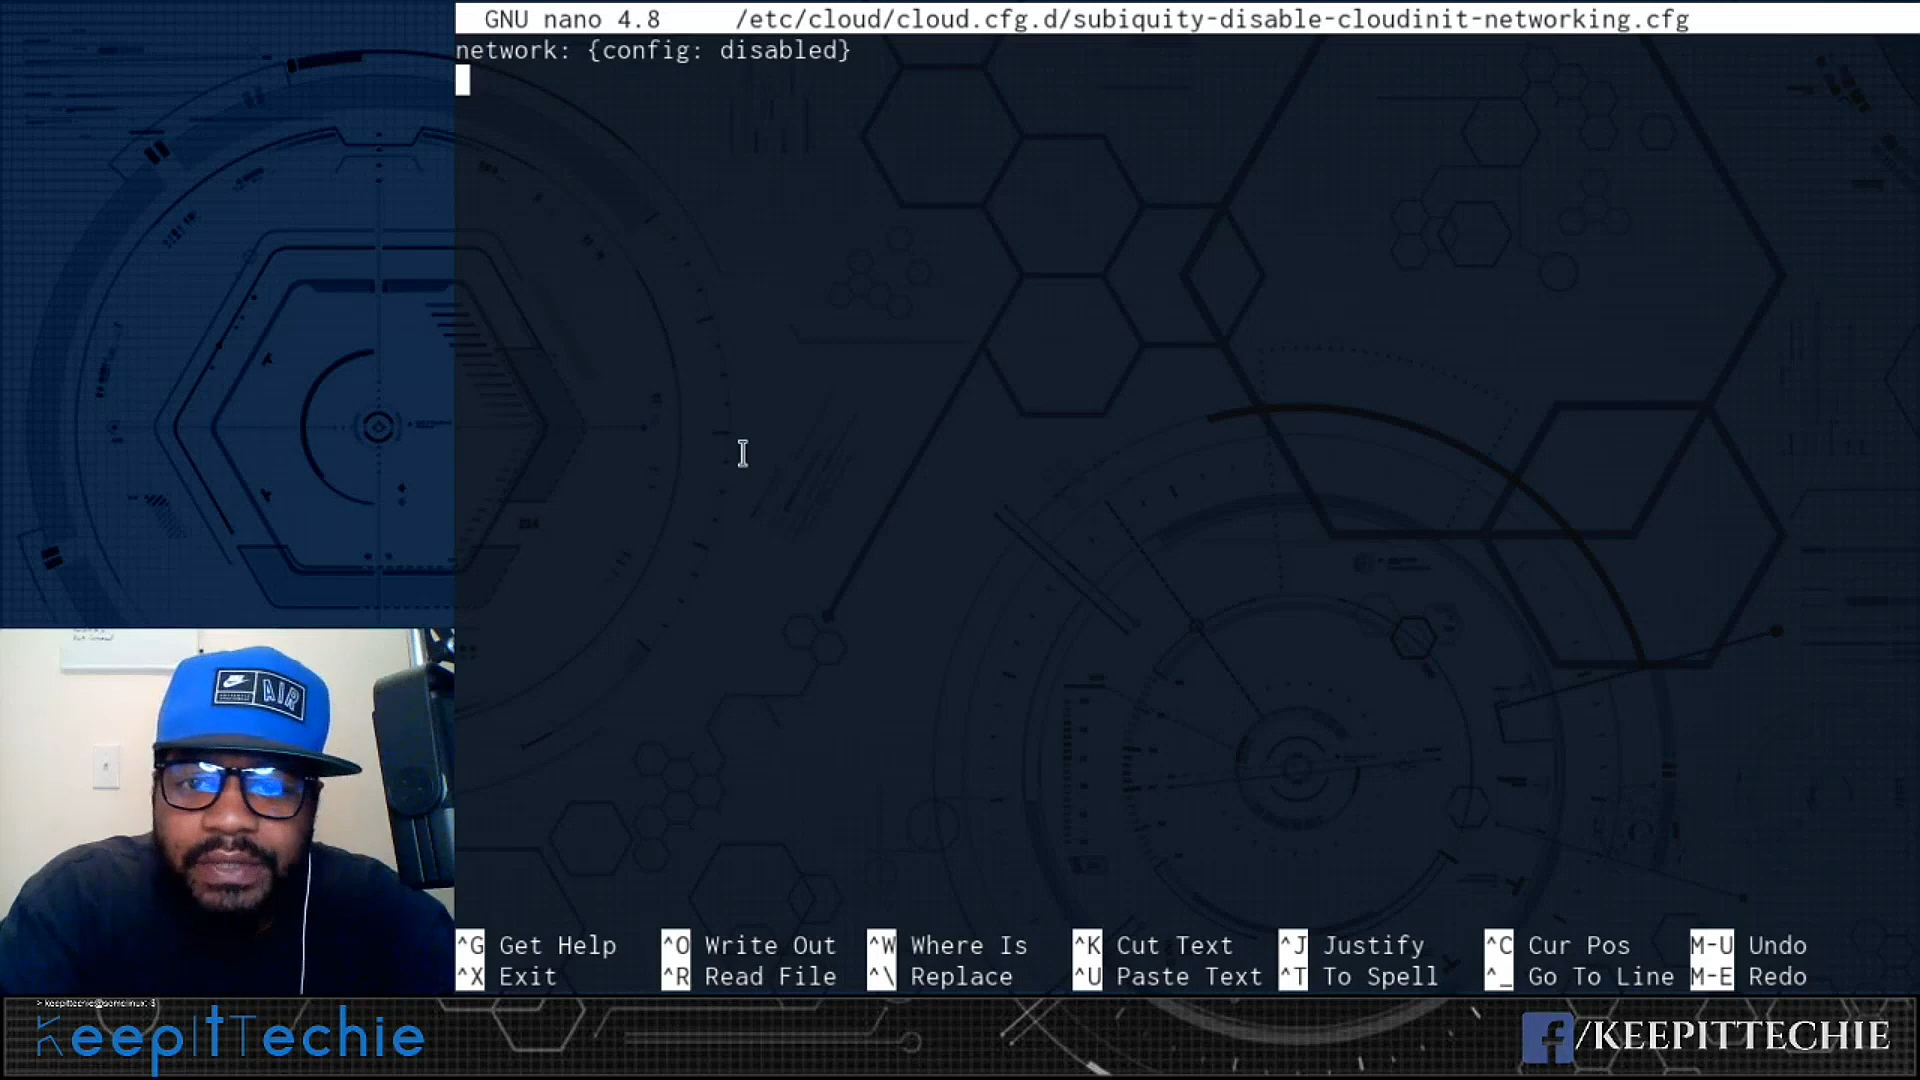 GNU nano 4.8 /etc/cloud/cloud.cfg.d/subiquity-disable-cloudinit-networking.cfg
network: {config: disabled}
AIR
^G Get Help ^O Write Out ^W Where Is ^K Cut Text ^J Justify ^C Cur Pos M-U Undo
^X Exit ^R Read File ^\ Replace ^U Paste Text ^T To Spell ^_ Go To Line M-E Redo
KeepItTechie
/KEEPITTECHIE